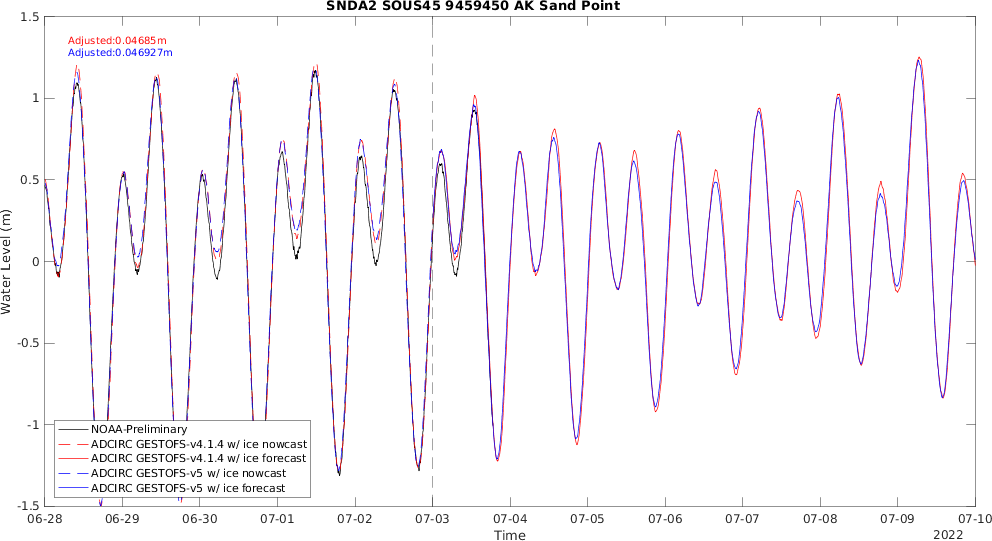 SNDA2 SOUS45 9459450 AK Sand Point
Adjusted:0.04685m
Adjusted:0.046927m
Water Level (m)
1.5
1
0.5
0
-0.5
-1
-1.5
NOAA-Preliminary
ADCIRC GESTOFS-v4.1.4 w/ ice nowcast
ADCIRC GESTOFS-v4.1.4 w/ ice forecast
ADCIRC GESTOFS-v5 w/ ice nowcast
ADCIRC GESTOFS-v5 w/ ice forecast
06-28 06-29 06-30 07-01 07-02 07-03 07-04 07-05 07-06 07-07 07-08 07-09 07-10
Time
2022